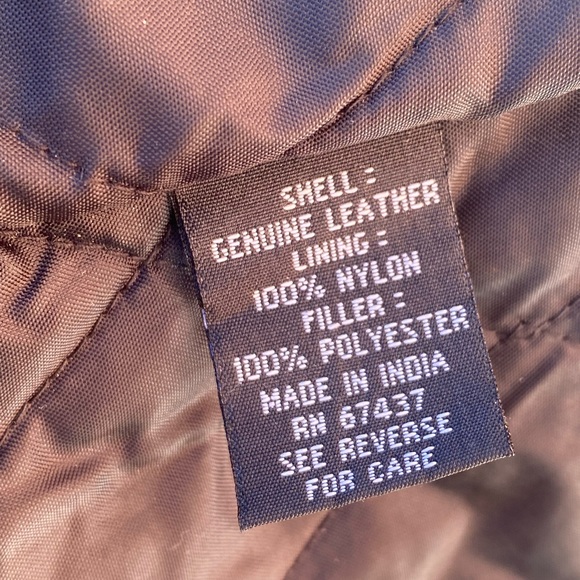 SHELL :
GENUINE LEATHER
LINING :
100% NYLON
FILLER :
100% POLYESTER
MADE IN INDIA
RN 67437
SEE REVERSE
FOR CARE